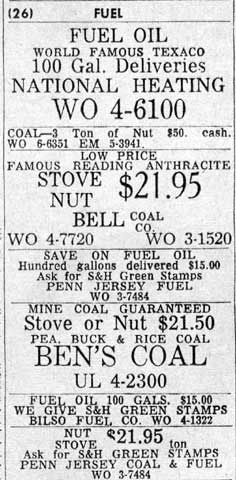 (26) FUEL
FUEL OIL
WORLD FAMOUS TEXACO
100 Gal. Deliveries
NATIONAL HEATING
WO 4-6100
COAL—3 Ton of Nut $50. cash.
WO 6-6351 EM 5-3941.
LOW PRICE
FAMOUS READING ANTHRACITE
STOVE NUT $21.95
BELL COAL CO.
WO 4-7720 WO 3-1520
SAVE ON FUEL OIL
Hundred gallons delivered $15.00
Ask for S&H Green Stamps
PENN JERSEY FUEL
WO 3-7484
MINE COAL GUARANTEED
Stove or Nut $21.50
PEA, BUCK & RICE COAL
BEN'S COAL
UL 4-2300
FUEL OIL 100 GALS. $15.00
WE GIVE S&H GREEN STAMPS
BILSO FUEL CO. WO 4-1322
NUT STOVE $21.95 ton
Ask for S&H GREEN STAMPS
PENN JERSEY COAL & FUEL
WO 3-7484